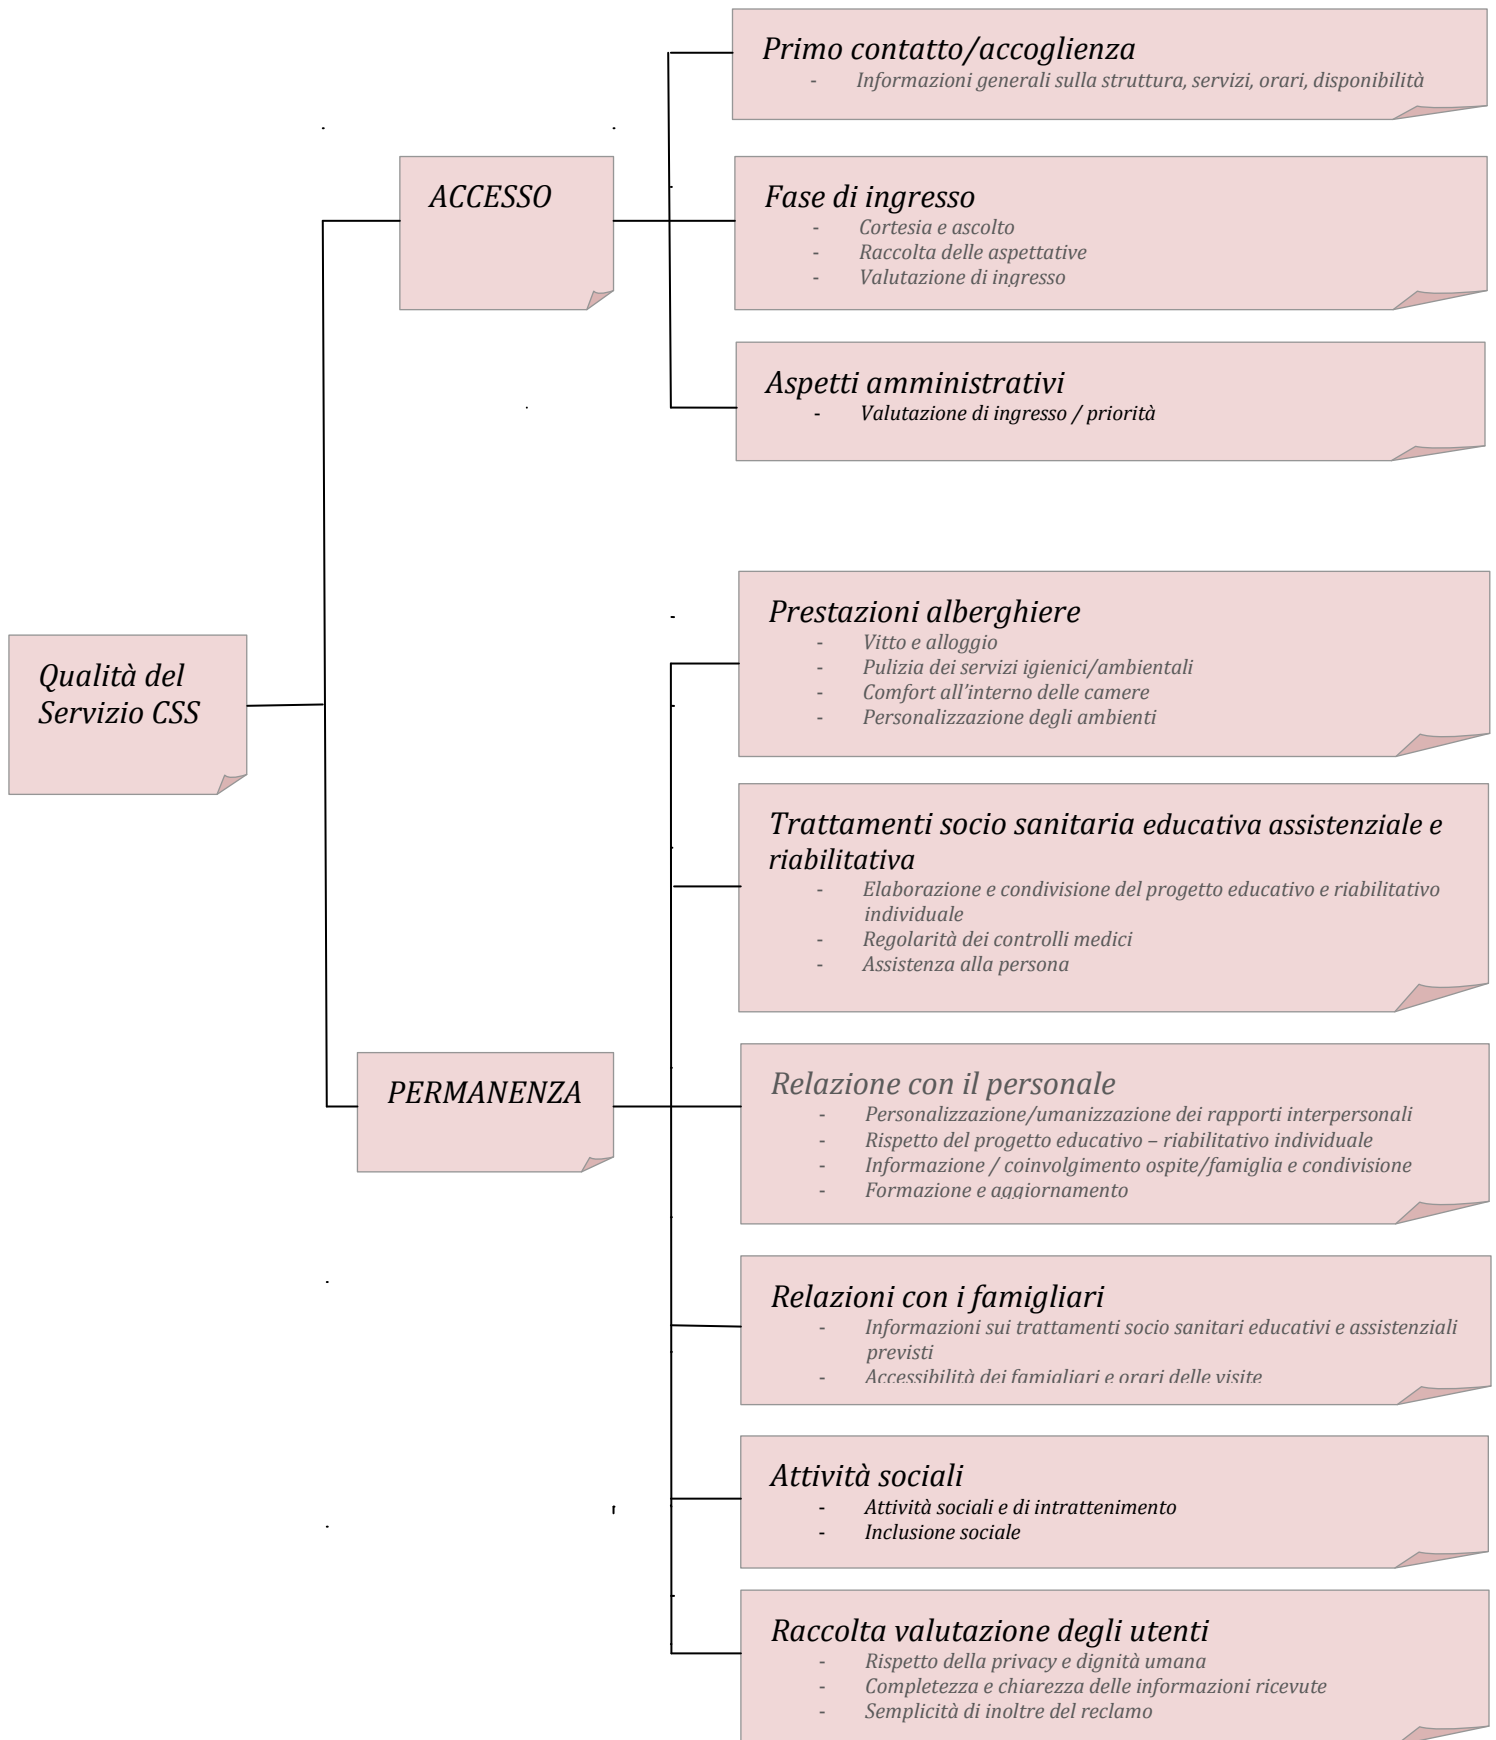 Primo contatto/accoglienza
- Informazioni generali sulla struttura, servizi, orari, disponibilità
ACCESSO
Fase di ingresso
- Cortesia e ascolto
- Raccolta delle aspettative
- Valutazione di ingresso
Aspetti amministrativi
- Valutazione di ingresso / priorità
Qualità del
Servizio CSS
Prestazioni alberghiere
- Vitto e alloggio
- Pulizia dei servizi igienici/ambientali
- Comfort all’interno delle camere
- Personalizzazione degli ambienti
Trattamenti socio sanitaria educativa assistenziale e
riabilitativa
- Elaborazione e condivisione del progetto educativo e riabilitativo
individuale
- Regolarità dei controlli medici
- Assistenza alla persona
PERMANENZA
Relazione con il personale
- Personalizzazione/umanizzazione dei rapporti interpersonali
- Rispetto del progetto educativo – riabilitativo individuale
- Informazione / coinvolgimento ospite/famiglia e condivisione
- Formazione e aggiornamento
Relazioni con i famigliari
- Informazioni sui trattamenti socio sanitari educativi e assistenziali
previsti
- Accessibilità dei famigliari e orari delle visite
Attività sociali
- Attività sociali e di intrattenimento
- Inclusione sociale
Raccolta valutazione degli utenti
- Rispetto della privacy e dignità umana
- Completezza e chiarezza delle informazioni ricevute
- Semplicità di inoltre del reclamo